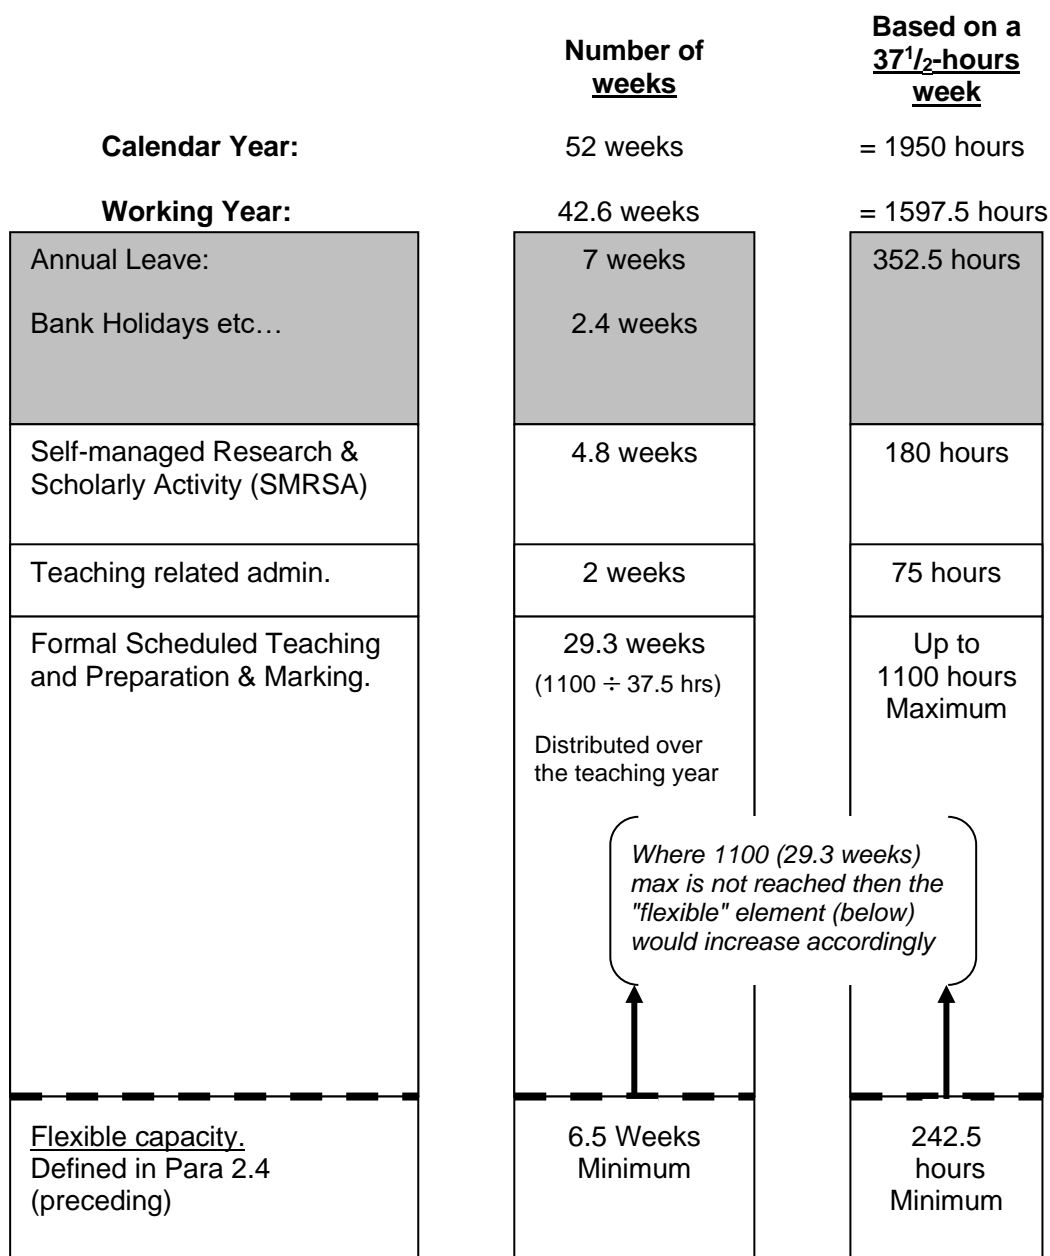 Number of
weeks
Based on a
37¹/₂-hours
week
Calendar Year:
52 weeks
= 1950 hours
Working Year:
42.6 weeks
= 1597.5 hours
Annual Leave:
7 weeks
352.5 hours
Bank Holidays etc…
2.4 weeks
Self-managed Research &
Scholarly Activity (SMRSA)
4.8 weeks
180 hours
Teaching related admin.
2 weeks
75 hours
Formal Scheduled Teaching
and Preparation & Marking.
29.3 weeks
(1100 ÷ 37.5 hrs)
Distributed over
the teaching year
Up to
1100 hours
Maximum
Where 1100 (29.3 weeks)
max is not reached then the
"flexible" element (below)
would increase accordingly
Flexible capacity.
Defined in Para 2.4
(preceding)
6.5 Weeks
Minimum
242.5
hours
Minimum